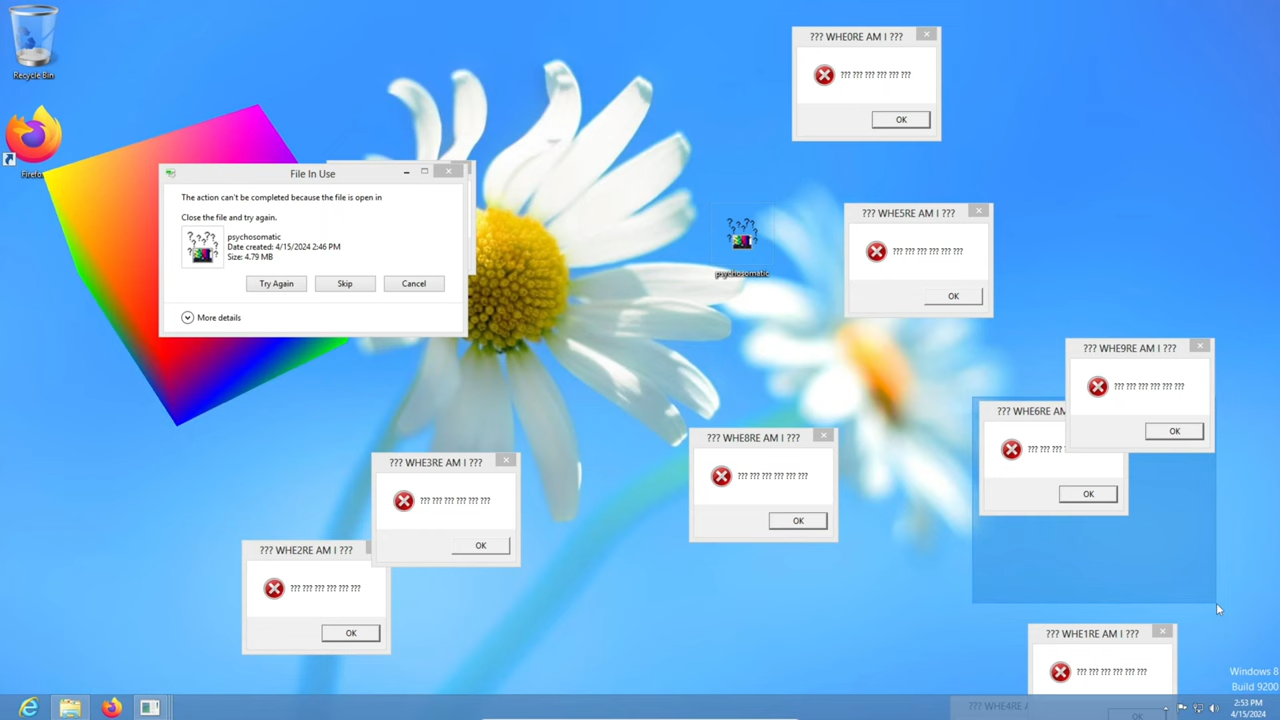 Recycle Bin
Firefox
File In Use
The action can't be completed because the file is open in
Close the file and try again.
psychosomatic
Date created: 4/15/2024 2:46 PM
Size: 4.79 MB
Try Again
Skip
Cancel
More details
psychosomatic
??? WHE0RE AM I ???
??? ??? ??? ??? ??? ???
OK
??? WHE5RE AM I ???
??? ??? ??? ??? ??? ???
OK
??? WHE9RE AM I ???
??? ??? ??? ??? ??? ???
OK
??? WHE6RE AM
??? ??? ???
OK
??? WHE8RE AM I ???
??? ??? ??? ??? ??? ???
OK
??? WHE3RE AM I ???
??? ??? ??? ??? ??? ???
OK
??? WHE2RE AM I ???
??? ??? ??? ??? ??? ???
OK
??? WHE1RE AM I ???
??? ??? ??? ??? ??? ???
??? WHE4RE
OK
Windows 8
Build 9200
2:53 PM
4/15/2024